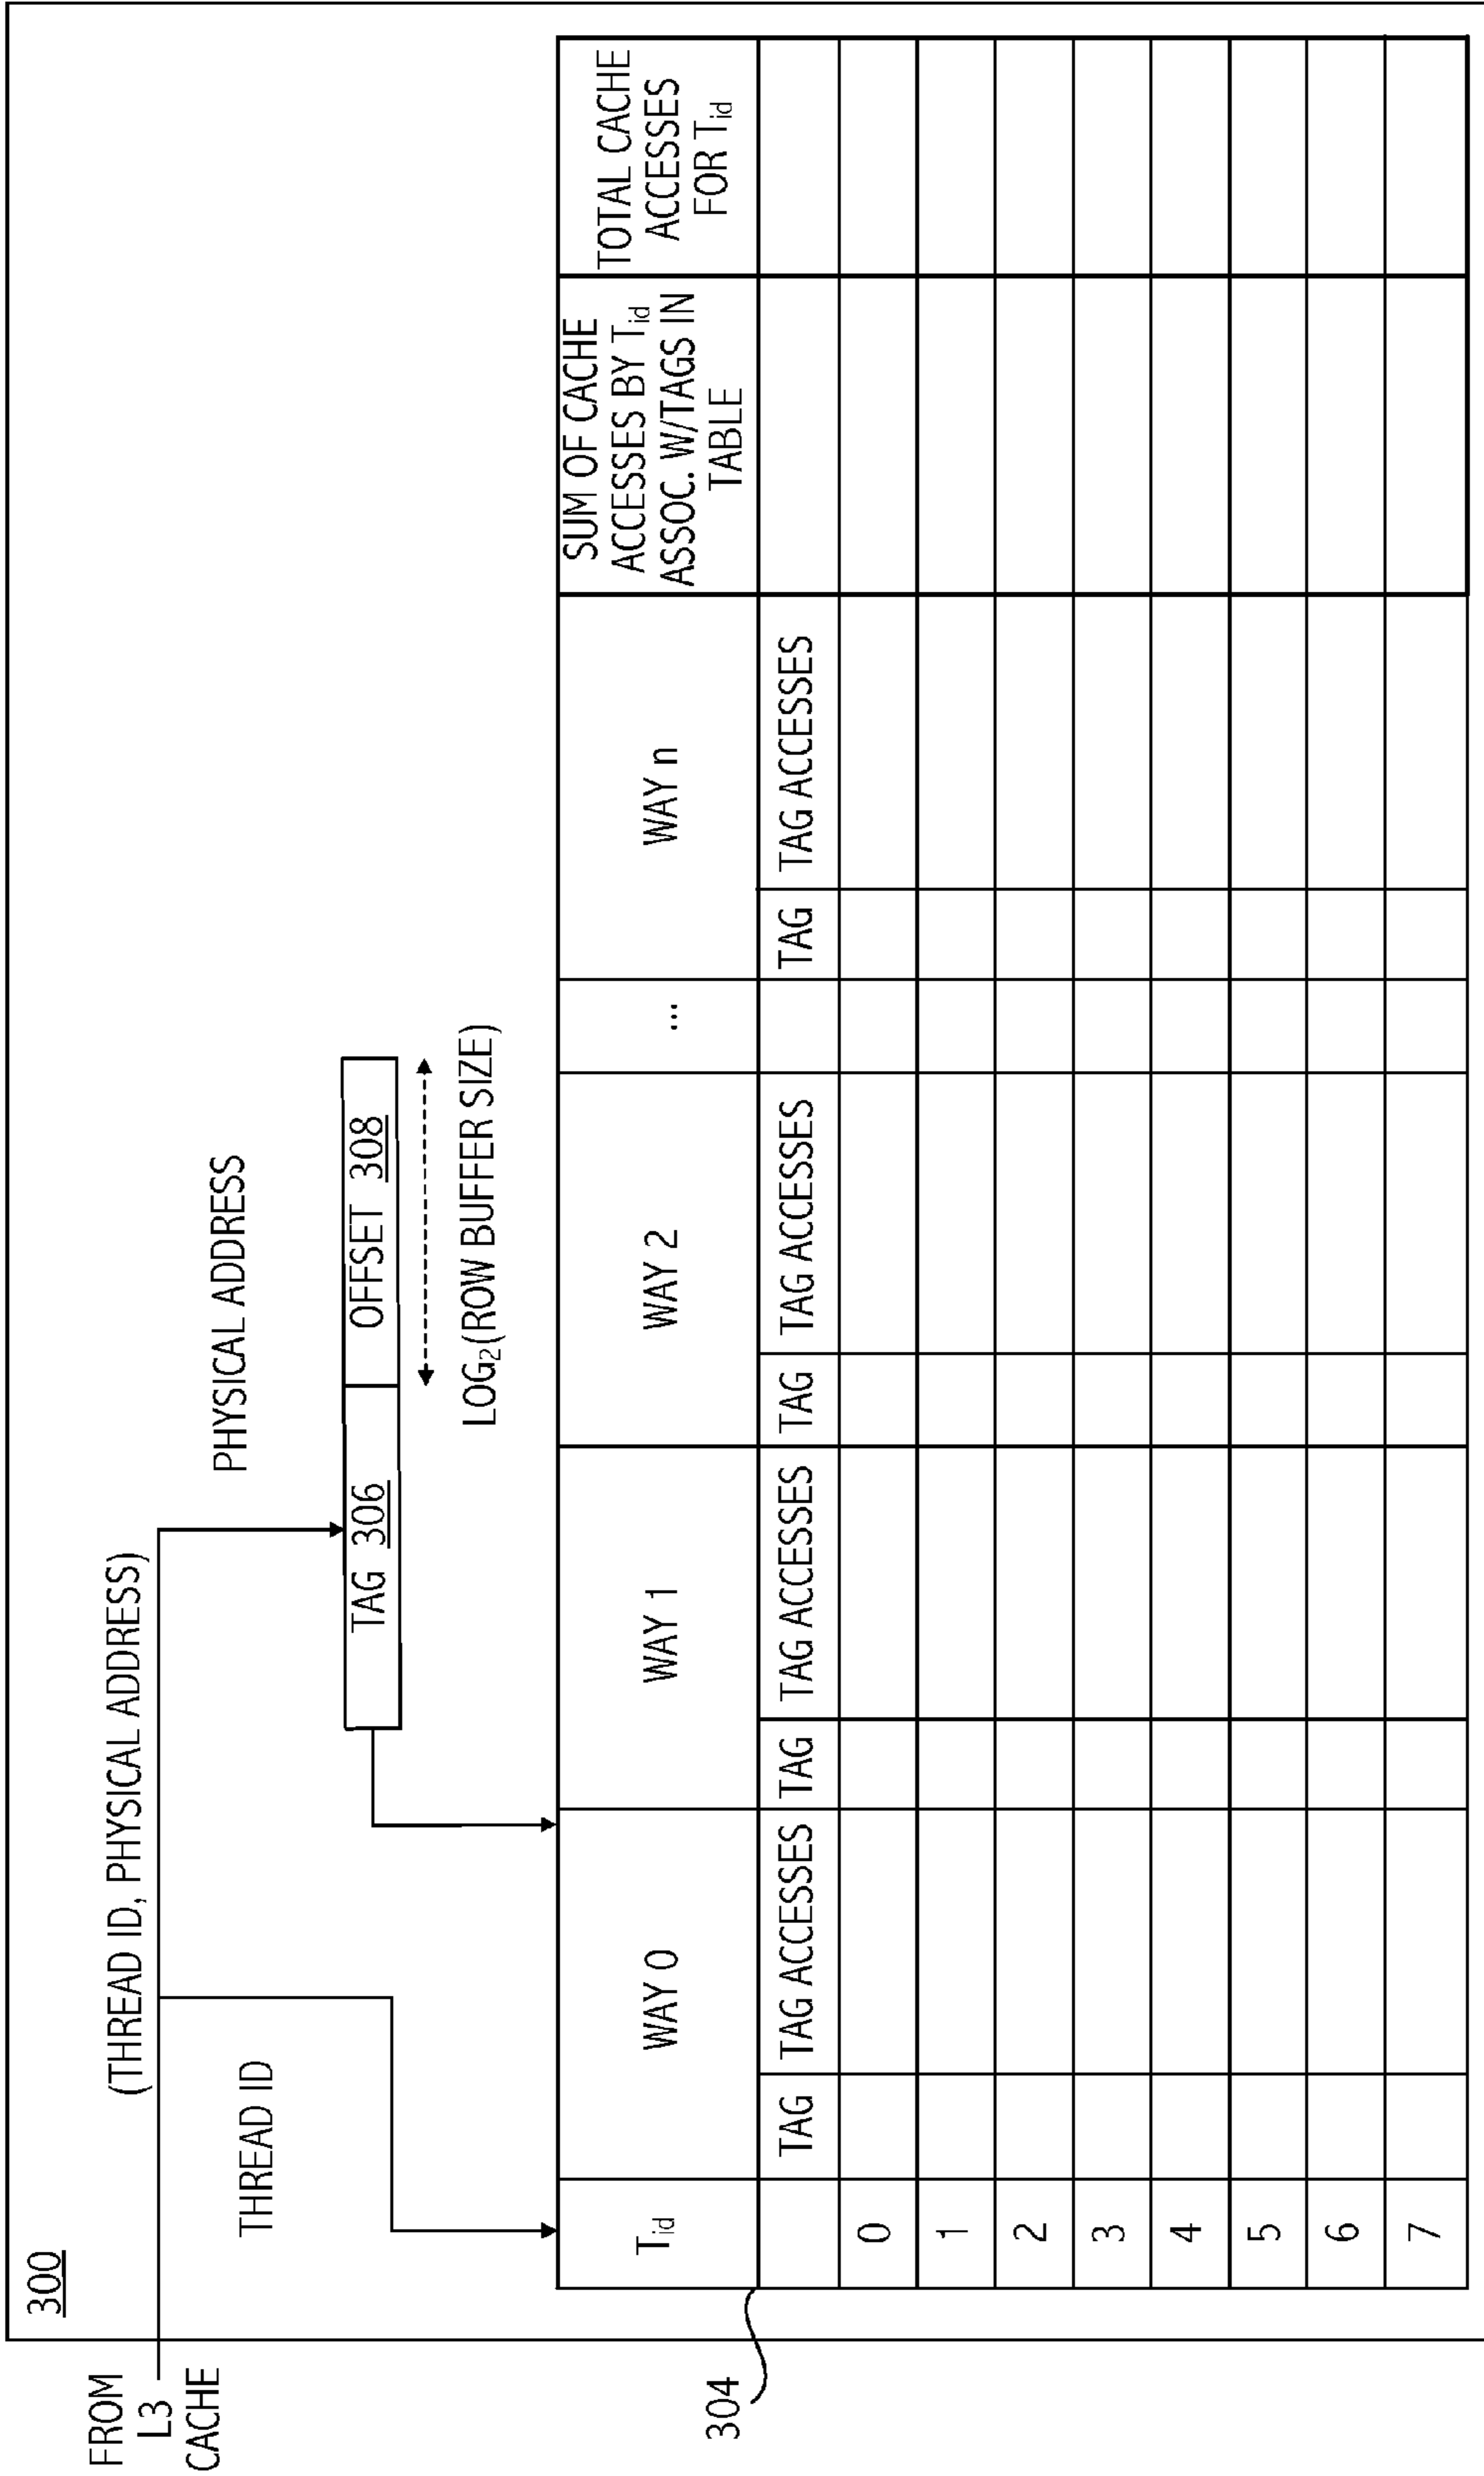 300
FROM
L3
CACHE
(THREAD ID, PHYSICAL ADDRESS)
THREAD ID
PHYSICAL ADDRESS
TAG 306
OFFSET 308
LOG₂(ROW BUFFER SIZE)
304
Tid
WAY 0
WAY 1
WAY 2
...
WAY n
SUM OF CACHE
ACCESSES BY Tid
ASSOC. W/TAGS IN
TABLE
TOTAL CACHE
ACCESSES
FOR Tid
TAG TAG ACCESSES TAG TAG ACCESSES TAG TAG ACCESSES TAG TAG ACCESSES
0
1
2
3
4
5
6
7